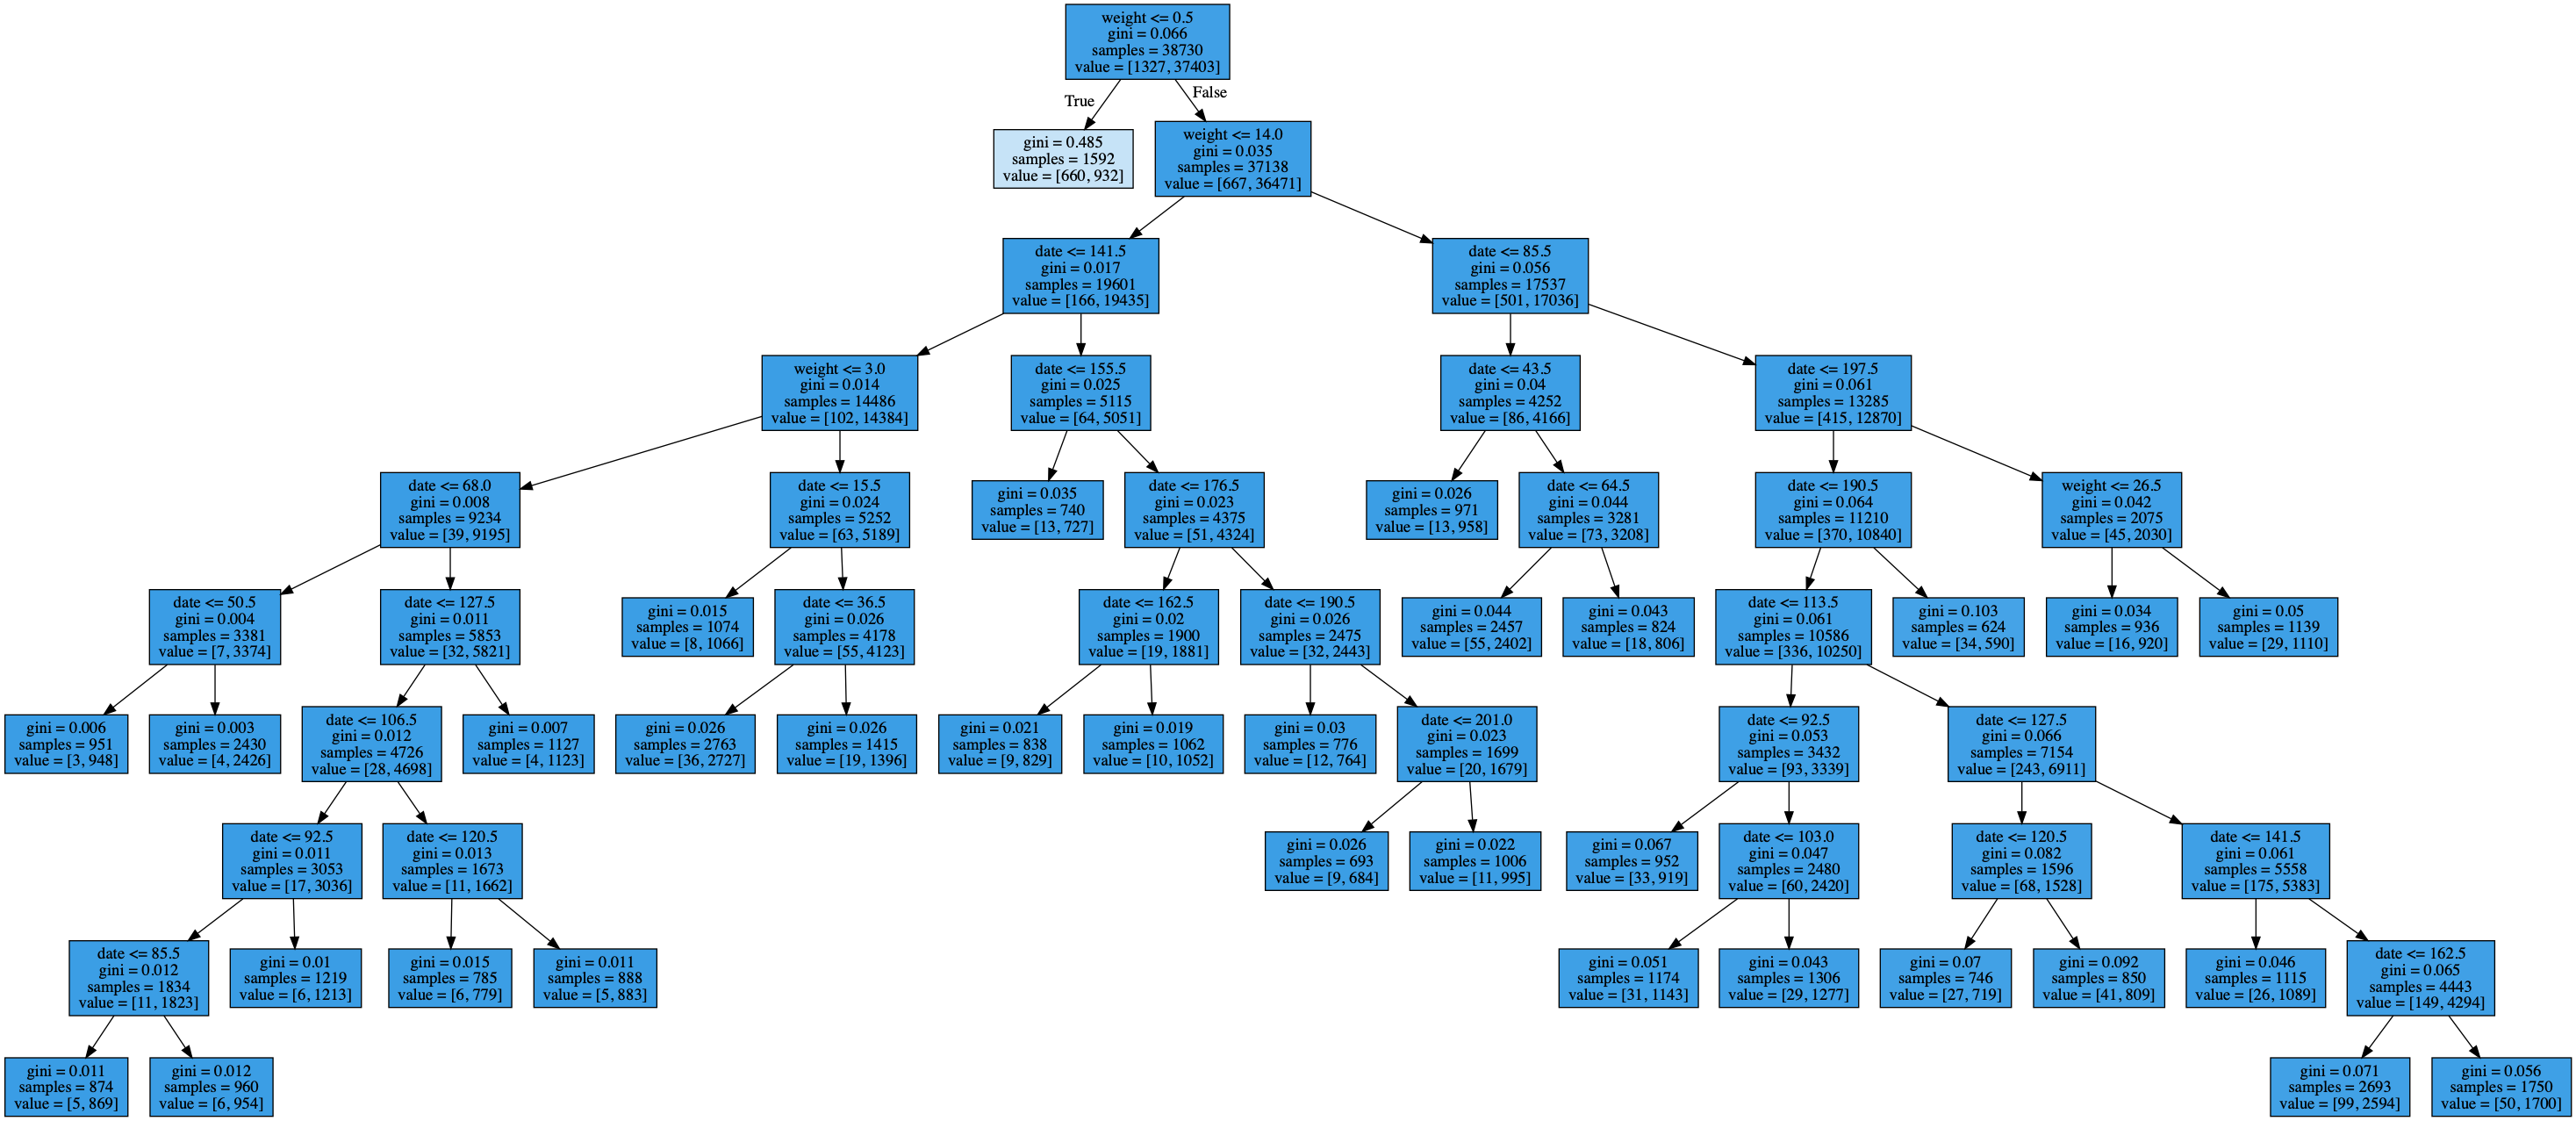 weight <= 0.5
gini = 0.066
samples = 38730
value = [1327, 37403]
True
False
gini = 0.485
samples = 1592
value = [660, 932]
weight <= 14.0
gini = 0.035
samples = 37138
value = [667, 36471]
date <= 141.5
gini = 0.017
samples = 19601
value = [166, 19435]
date <= 85.5
gini = 0.056
samples = 17537
value = [501, 17036]
weight <= 3.0
gini = 0.014
samples = 14486
value = [102, 14384]
date <= 155.5
gini = 0.025
samples = 5115
value = [64, 5051]
date <= 43.5
gini = 0.04
samples = 4252
value = [86, 4166]
date <= 197.5
gini = 0.061
samples = 13285
value = [415, 12870]
date <= 68.0
gini = 0.008
samples = 9234
value = [39, 9195]
date <= 15.5
gini = 0.024
samples = 5252
value = [63, 5189]
gini = 0.035
samples = 740
value = [13, 727]
date <= 176.5
gini = 0.023
samples = 4375
value = [51, 4324]
gini = 0.026
samples = 971
value = [13, 958]
date <= 64.5
gini = 0.044
samples = 3281
value = [73, 3208]
date <= 190.5
gini = 0.064
samples = 11210
value = [370, 10840]
weight <= 26.5
gini = 0.042
samples = 2075
value = [45, 2030]
date <= 50.5
gini = 0.004
samples = 3381
value = [7, 3374]
date <= 127.5
gini = 0.011
samples = 5853
value = [32, 5821]
gini = 0.015
samples = 1074
value = [8, 1066]
date <= 36.5
gini = 0.026
samples = 4178
value = [55, 4123]
date <= 162.5
gini = 0.02
samples = 1900
value = [19, 1881]
date <= 190.5
gini = 0.026
samples = 2475
value = [32, 2443]
gini = 0.044
samples = 2457
value = [55, 2402]
gini = 0.043
samples = 824
value = [18, 806]
date <= 113.5
gini = 0.061
samples = 10586
value = [336, 10250]
gini = 0.103
samples = 624
value = [34, 590]
gini = 0.034
samples = 936
value = [16, 920]
gini = 0.05
samples = 1139
value = [29, 1110]
gini = 0.006
samples = 951
value = [3, 948]
gini = 0.003
samples = 2430
value = [4, 2426]
date <= 106.5
gini = 0.012
samples = 4726
value = [28, 4698]
gini = 0.007
samples = 1127
value = [4, 1123]
gini = 0.026
samples = 2763
value = [36, 2727]
gini = 0.026
samples = 1415
value = [19, 1396]
gini = 0.021
samples = 838
value = [9, 829]
gini = 0.019
samples = 1062
value = [10, 1052]
gini = 0.03
samples = 776
value = [12, 764]
date <= 201.0
gini = 0.023
samples = 1699
value = [20, 1679]
date <= 92.5
gini = 0.053
samples = 3432
value = [93, 3339]
date <= 127.5
gini = 0.066
samples = 7154
value = [243, 6911]
date <= 92.5
gini = 0.011
samples = 3053
value = [17, 3036]
date <= 120.5
gini = 0.013
samples = 1673
value = [11, 1662]
gini = 0.026
samples = 693
value = [9, 684]
gini = 0.022
samples = 1006
value = [11, 995]
gini = 0.067
samples = 952
value = [33, 919]
date <= 103.0
gini = 0.047
samples = 2480
value = [60, 2420]
date <= 120.5
gini = 0.082
samples = 1596
value = [68, 1528]
date <= 141.5
gini = 0.061
samples = 5558
value = [175, 5383]
date <= 85.5
gini = 0.012
samples = 1834
value = [11, 1823]
gini = 0.01
samples = 1219
value = [6, 1213]
gini = 0.015
samples = 785
value = [6, 779]
gini = 0.011
samples = 888
value = [5, 883]
gini = 0.051
samples = 1174
value = [31, 1143]
gini = 0.043
samples = 1306
value = [29, 1277]
gini = 0.07
samples = 746
value = [27, 719]
gini = 0.092
samples = 850
value = [41, 809]
gini = 0.046
samples = 1115
value = [26, 1089]
date <= 162.5
gini = 0.065
samples = 4443
value = [149, 4294]
gini = 0.011
samples = 874
value = [5, 869]
gini = 0.012
samples = 960
value = [6, 954]
gini = 0.071
samples = 2693
value = [99, 2594]
gini = 0.056
samples = 1750
value = [50, 1700]